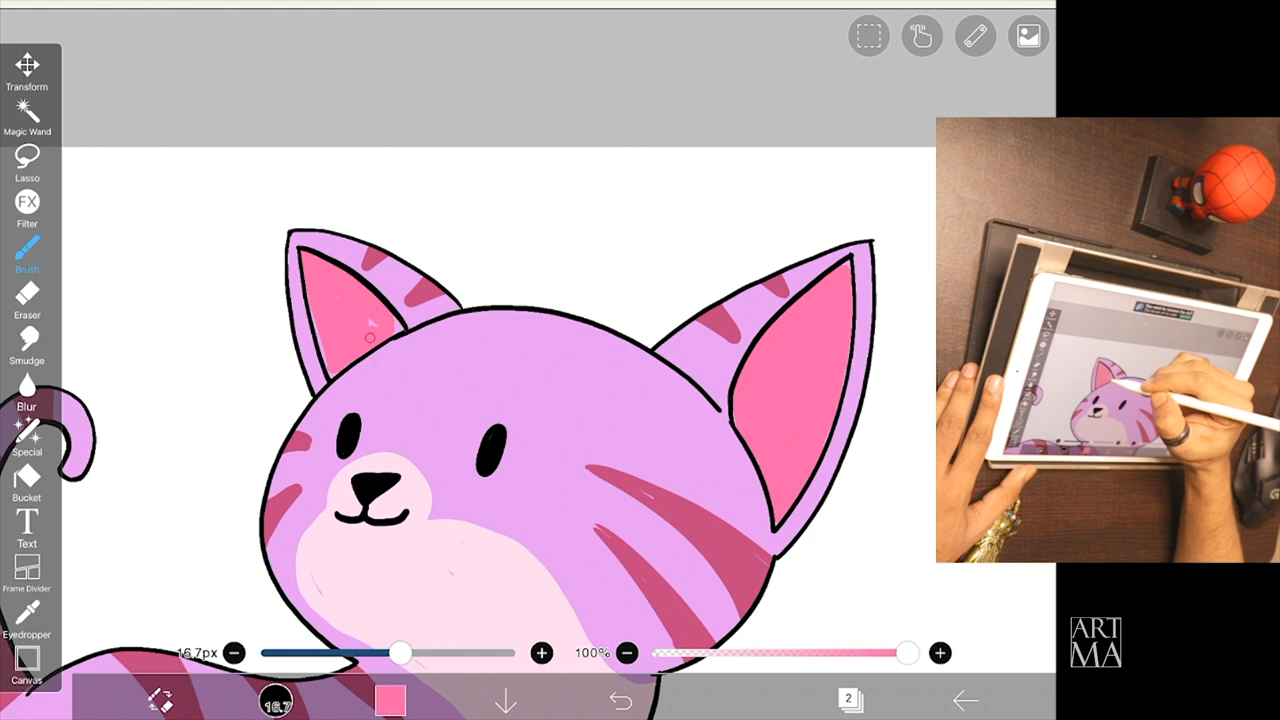 Transform
Magic Wand
Lasso
FX
Filter
Brush
Eraser
Smudge
Blur
Special
Bucket
T
Text
Frame Divider
Eyedropper
Canvas
16.7px
100%
16.7
2
ART
MA